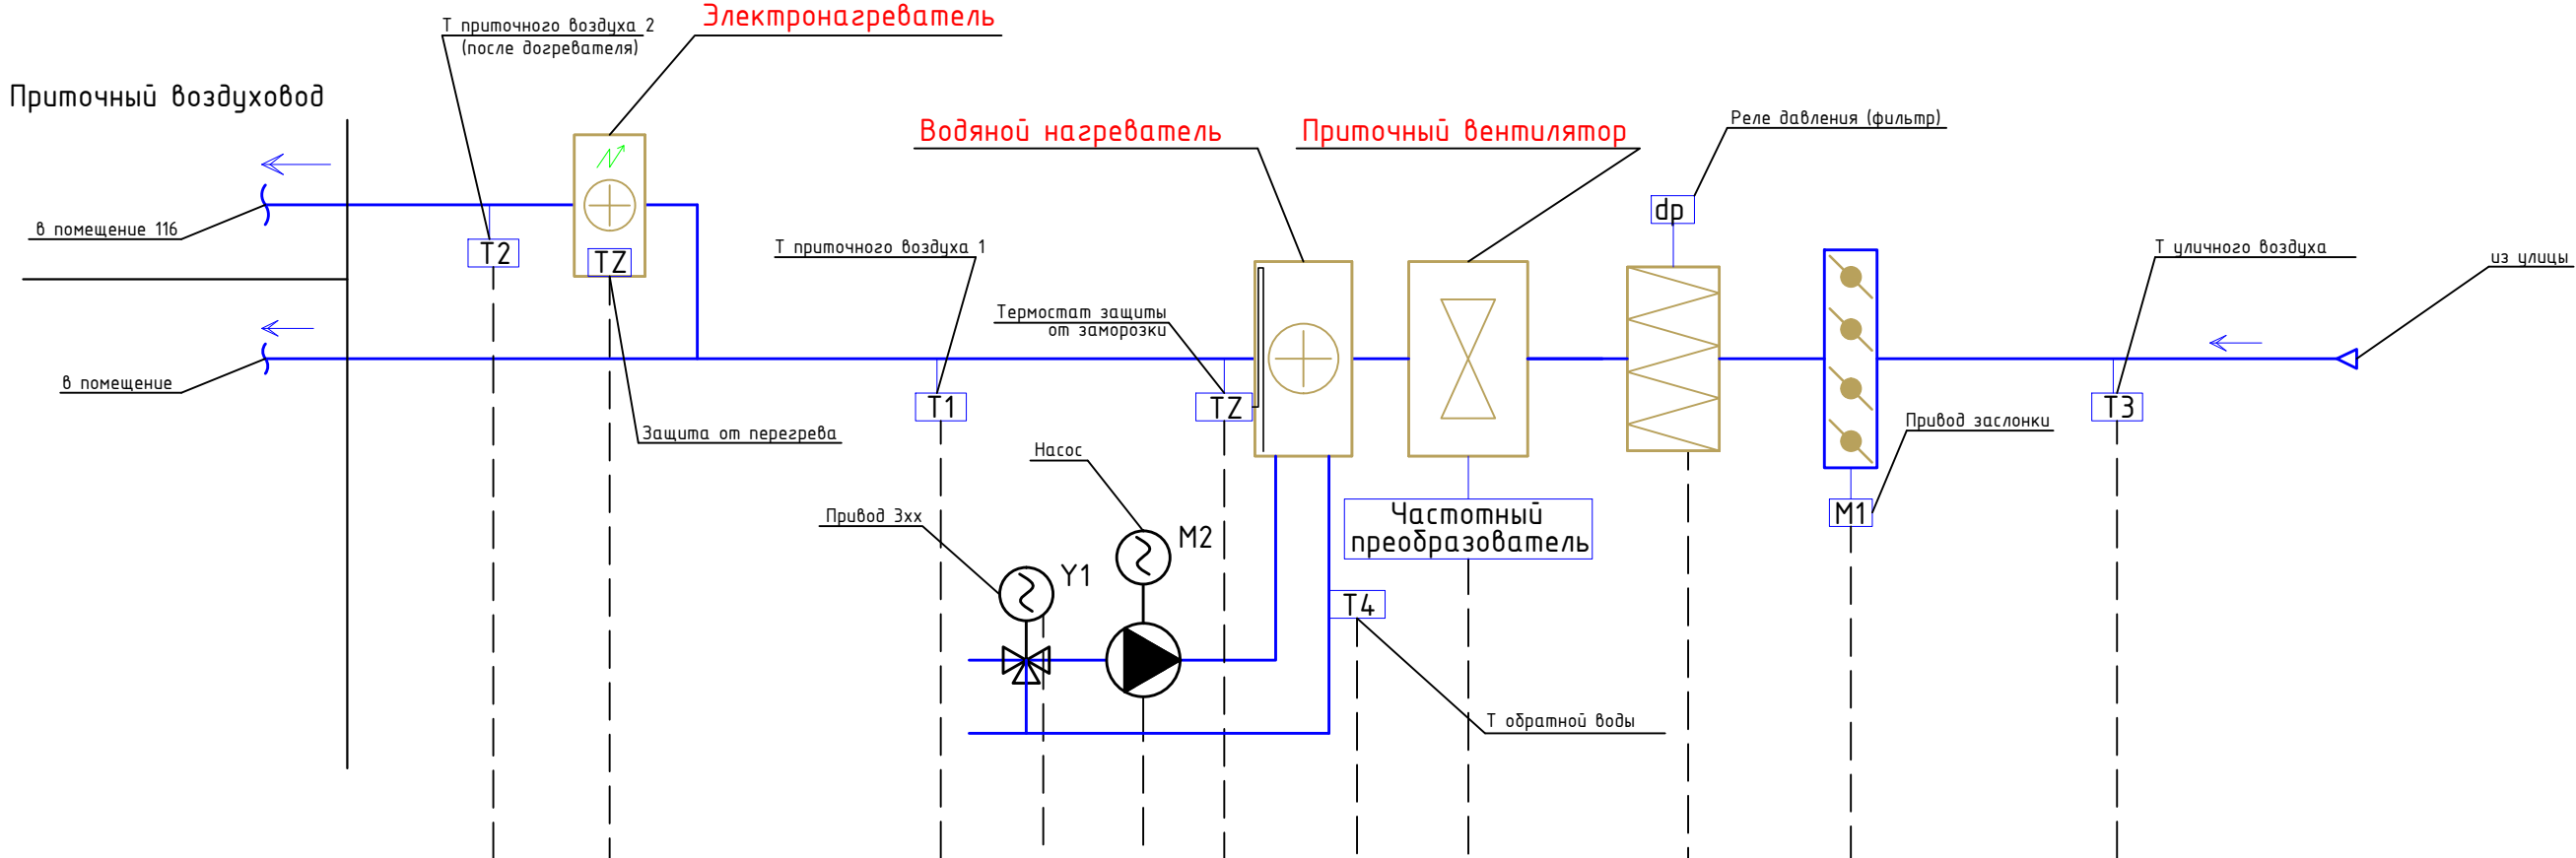 Т приточного воздуха 2
(после догревателя)
Электронагреватель
Приточный воздуховод
Водяной нагреватель
Приточный вентилятор
Реле давления (фильтр)
dp
в помещение 116
T2
TZ
Т приточного воздуха 1
Т уличного воздуха
из улицы
Термостат защиты
от заморозки
в помещение
T1
TZ
T3
Защита от перегрева
Привод заслонки
Насос
Привод 3хх
M2
Y1
Частотный
преобразователь
M1
T4
Т обратной воды